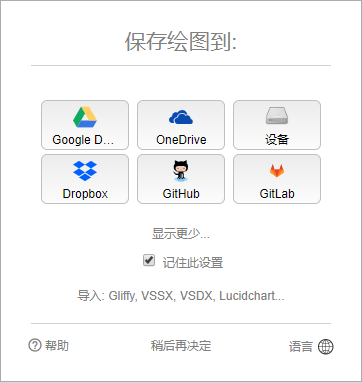 保存绘图到:
Google D... OneDrive 设备
Dropbox GitHub GitLab
显示更少...
记住此设置
导入: Gliffy, VSSX, VSDX, Lucidchart...
帮助 稍后再决定 语言